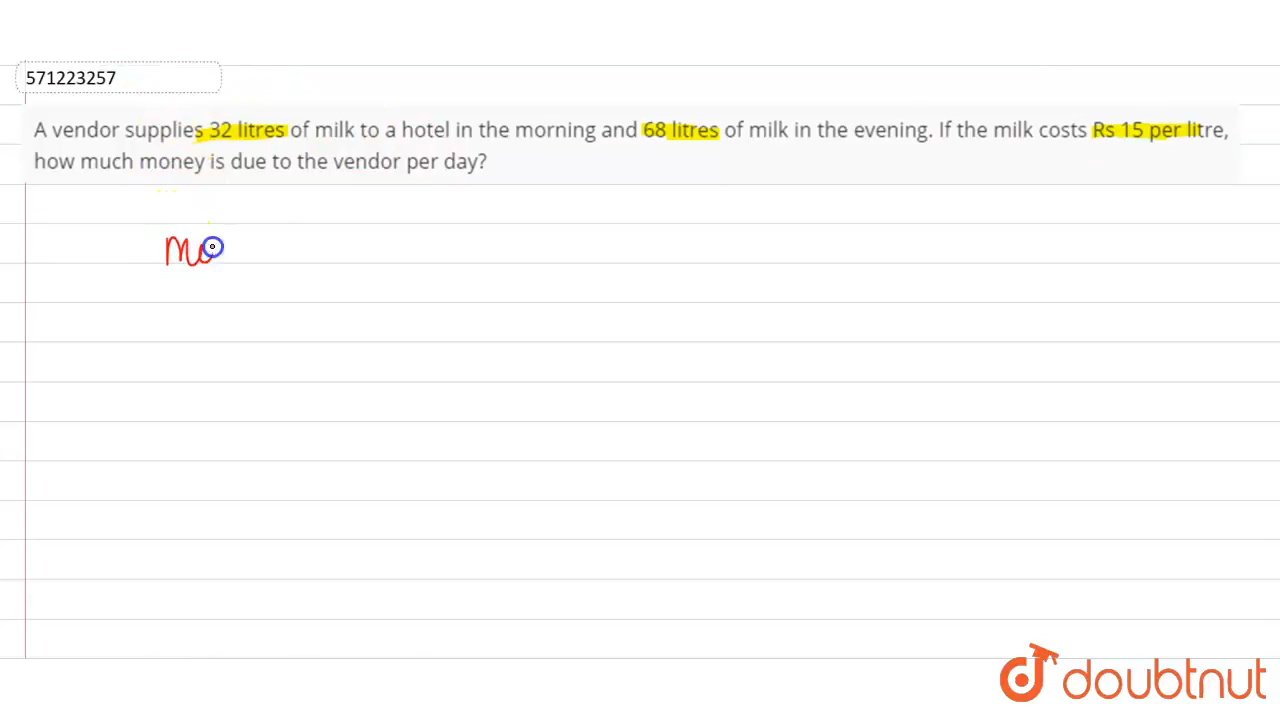 571223257
A vendor supplies 32 litres of milk to a hotel in the morning and 68 litres of milk in the evening. If the milk costs Rs 15 per litre,
how much money is due to the vendor per day?
Mo
doubtnut